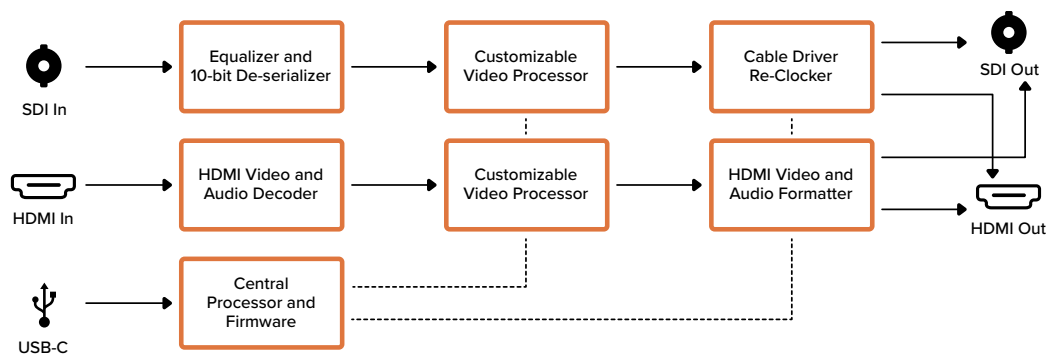 SDI In
Equalizer and
10-bit De-serializer
Customizable
Video Processor
Cable Driver
Re-Clocker
SDI Out
HDMI In
HDMI Video and
Audio Decoder
Customizable
Video Processor
HDMI Video and
Audio Formatter
HDMI Out
USB-C
Central
Processor and
Firmware